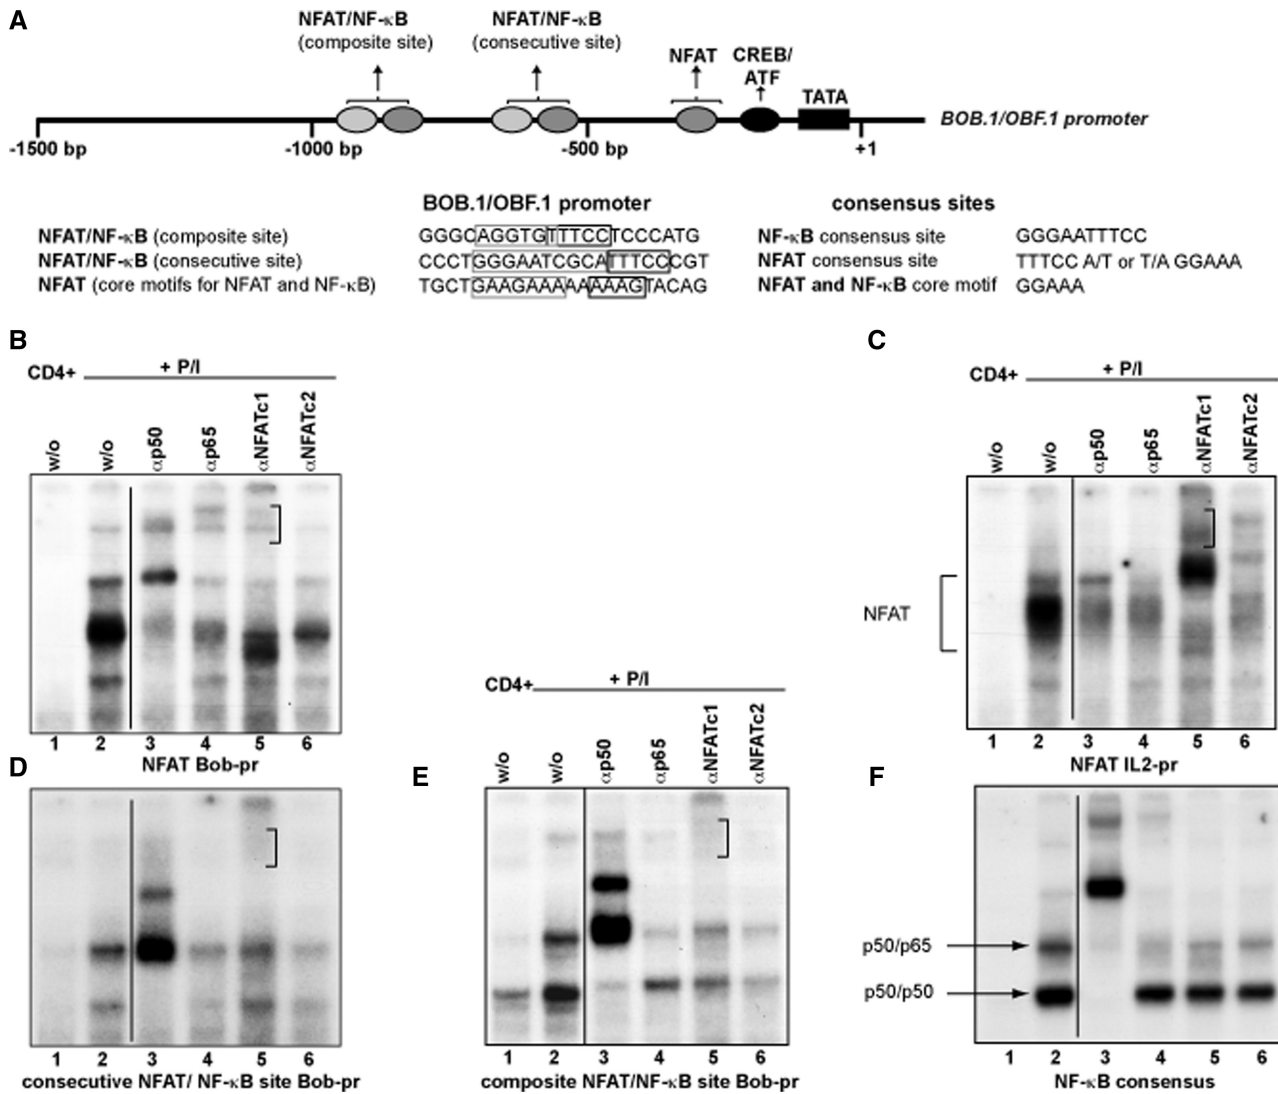 A
NFAT/NF-κB
(composite site)
NFAT/NF-κB
(consecutive site)
NFAT
CREB/
ATF
TATA
BOB.1/OBF.1 promoter
-1500 bp
-1000 bp
-500 bp
+1
BOB.1/OBF.1 promoter
consensus sites
NFAT/NF-κB (composite site) GGGCAGGTGTTTCCTCCCATG NF-κB consensus site GGGAATTTCC
NFAT/NF-κB (consecutive site) CCCTGGGAATCGCATTTCCCGT NFAT consensus site TTTCC A/T or T/A GGAAA
NFAT (core motifs for NFAT and NF-κB) TGCTGAAGAAAAAAAAGTACAG NFAT and NF-κB core motif GGAAA
B
CD4+
+ P/I
w/o w/o αp50 αp65 αNFATc1 αNFATc2
1 2 3 4 5 6
NFAT Bob-pr
C
CD4+
+ P/I
w/o w/o αp50 αp65 αNFATc1 αNFATc2
NFAT
1 2 3 4 5 6
NFAT IL2-pr
D
1 2 3 4 5 6
consecutive NFAT/ NF-κB site Bob-pr
E
CD4+
+ P/I
w/o w/o αp50 αp65 αNFATc1 αNFATc2
1 2 3 4 5 6
composite NFAT/NF-κB site Bob-pr
F
p50/p65
p50/p50
1 2 3 4 5 6
NF-κB consensus